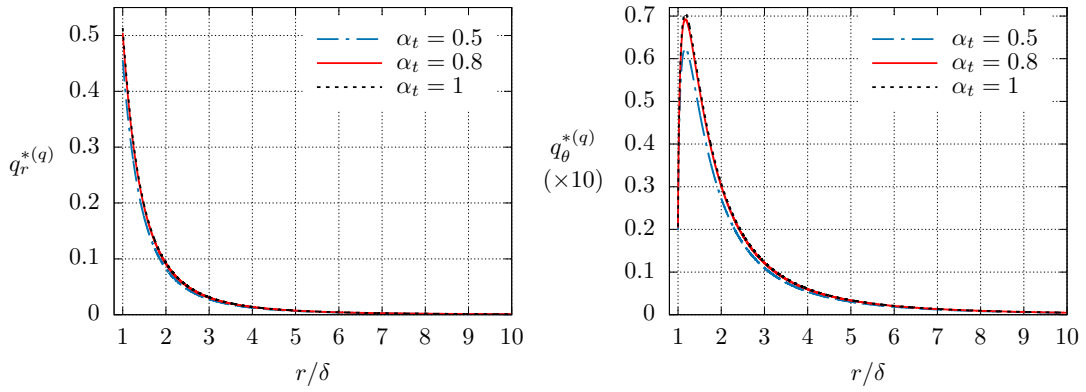 0.5
0.4
0.3
0.2
0.1
0
q_r^{*(q)}
α_t = 0.5
α_t = 0.8
α_t = 1
1 2 3 4 5 6 7 8 9 10
r/δ
0.7
0.6
0.5
0.4
0.3
0.2
0.1
0
q_θ^{*(q)}
(×10)
α_t = 0.5
α_t = 0.8
α_t = 1
1 2 3 4 5 6 7 8 9 10
r/δ